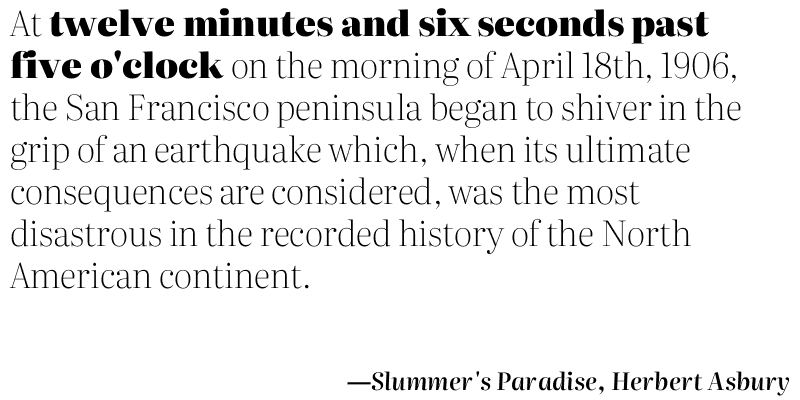 At twelve minutes and six seconds past
five o'clock on the morning of April 18th, 1906,
the San Francisco peninsula began to shiver in the
grip of an earthquake which, when its ultimate
consequences are considered, was the most
disastrous in the recorded history of the North
American continent.
—Slummer's Paradise, Herbert Asbury